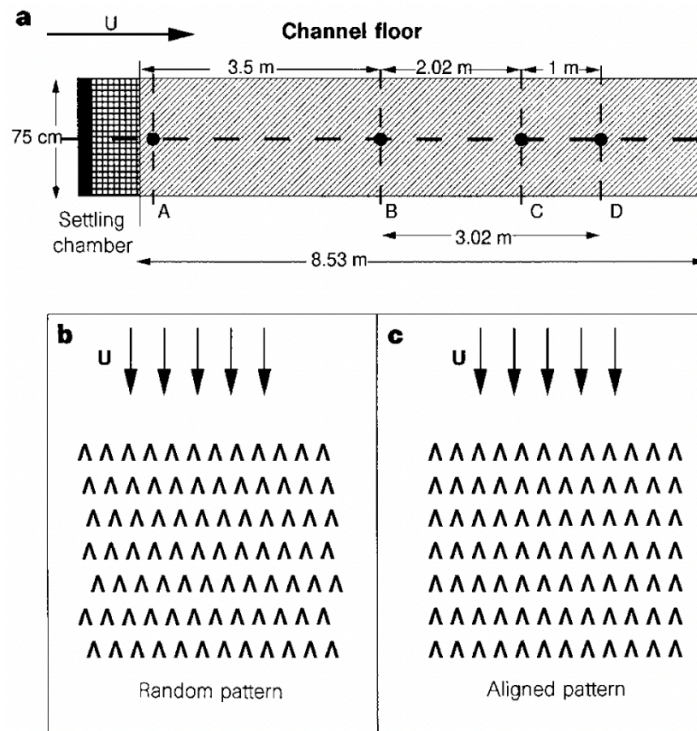 a
U
Channel floor
3.5 m
2.02 m
1 m
75 cm
A
B
C
D
Settling
chamber
3.02 m
8.53 m
b
U
Random pattern
c
U
Aligned pattern